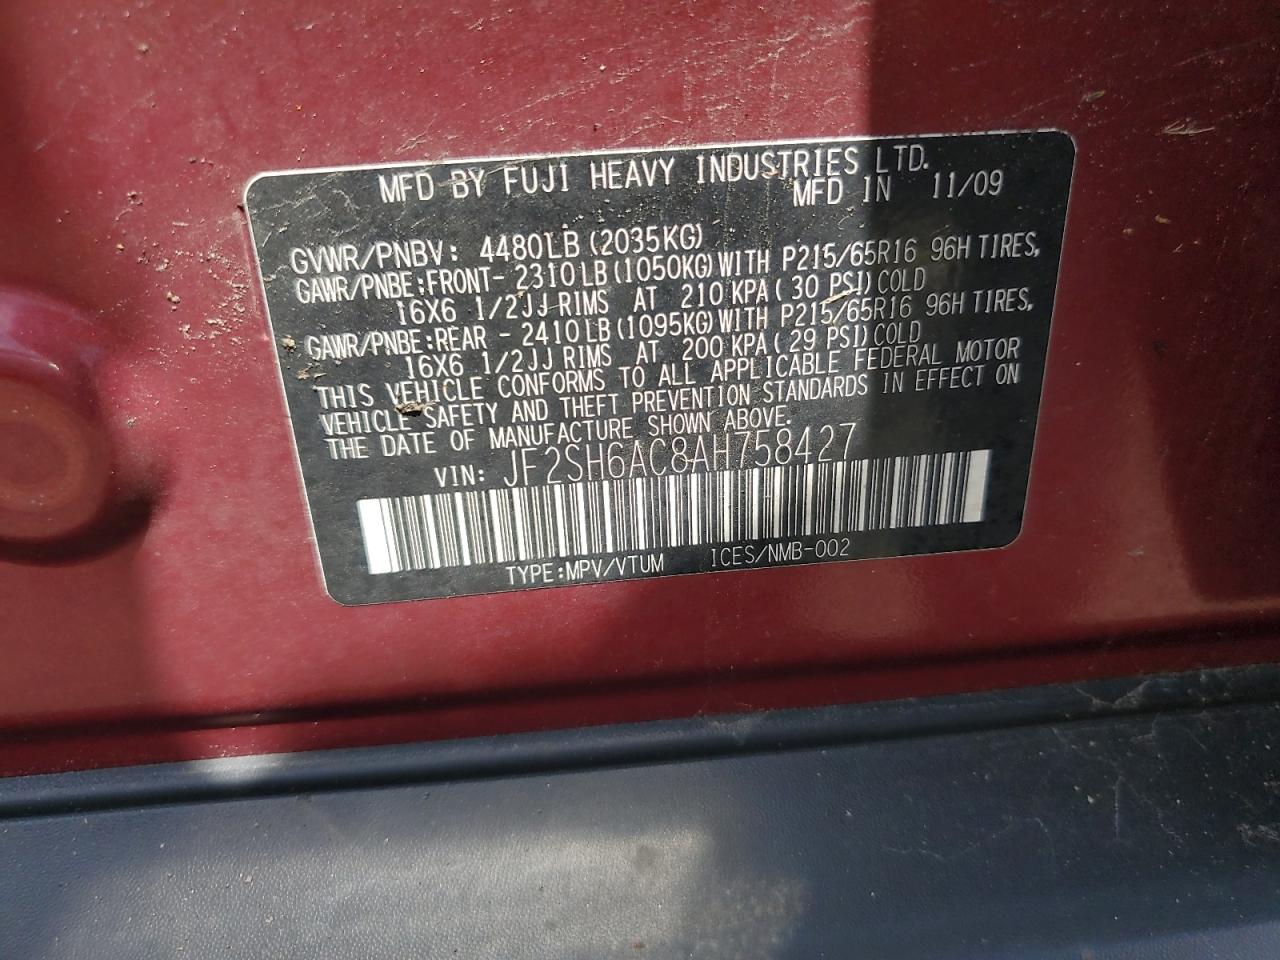 MFD BY FUJI HEAVY INDUSTRIES LTD.
MFD IN 11/09
GVWR/PNBV: 4480LB (2035KG)
GAWR/PNBE:FRONT- 2310LB(1050KG)WITH P215/65R16 96H TIRES,
16X6 1/2JJ RIMS AT 210 KPA(30 PSI)COLD
GAWR/PNBE:REAR - 2410LB(1095KG)WITH P215/65R16 96H TIRES,
16X6 1/2JJ RIMS AT 200 KPA(29 PSI)COLD
THIS VEHICLE CONFORMS TO ALL APPLICABLE FEDERAL MOTOR
VEHICLE SAFETY AND THEFT PREVENTION STANDARDS IN EFFECT ON
THE DATE OF MANUFACTURE SHOWN ABOVE.
VIN: JF2SH6AC8AH758427
TYPE:MPV/VTUM ICES/NMB-002